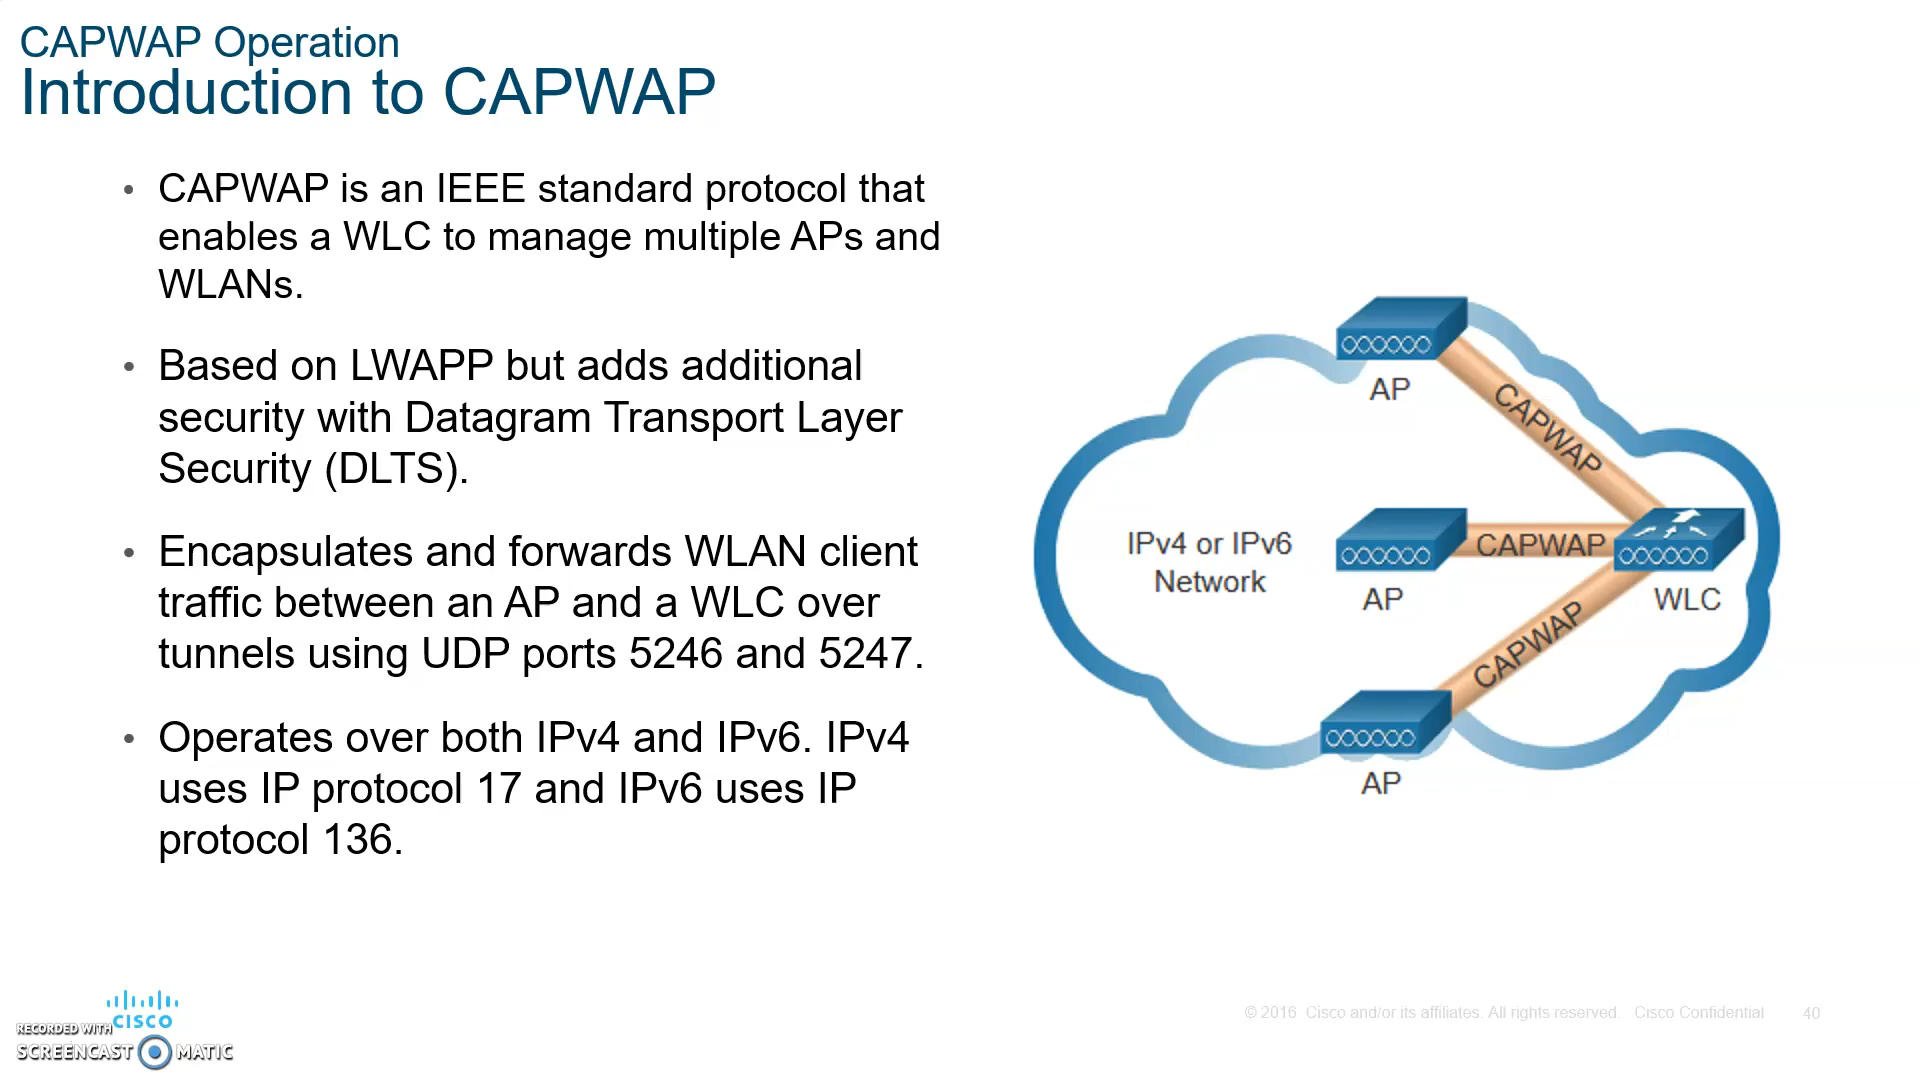 CAPWAP Operation
Introduction to CAPWAP
• CAPWAP is an IEEE standard protocol that
enables a WLC to manage multiple APs and
WLANs.
• Based on LWAPP but adds additional
security with Datagram Transport Layer
Security (DLTS).
• Encapsulates and forwards WLAN client
traffic between an AP and a WLC over
tunnels using UDP ports 5246 and 5247.
• Operates over both IPv4 and IPv6. IPv4
uses IP protocol 17 and IPv6 uses IP
protocol 136.
AP
CAPWAP
IPv4 or IPv6
Network
AP
CAPWAP
WLC
CAPWAP
AP
CISCO
RECORDED WITH
SCREENCAST MATIC
© 2016 Cisco and/or its affiliates. All rights reserved. Cisco Confidential 40